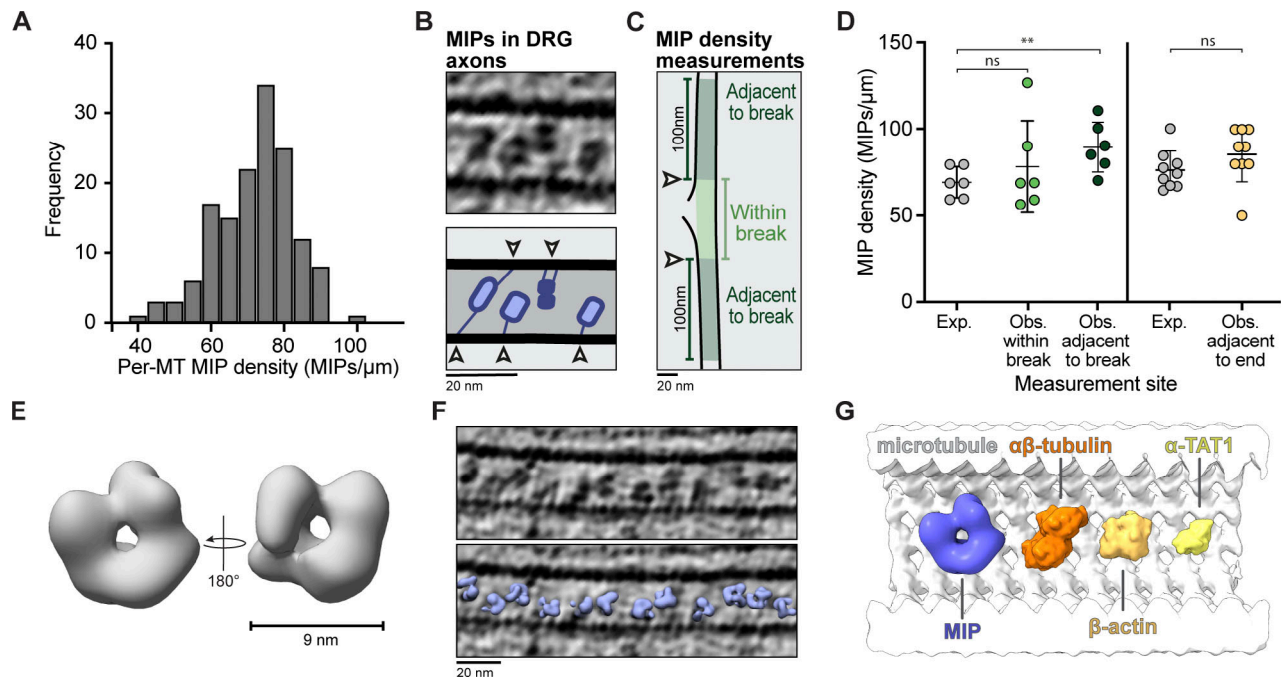 A
Frequency
40
30
20
10
0
40
60
80
100
Per-MT MIP density (MIPs/µm)
B
MIPs in DRG
axons
20 nm
C
MIP density
measurements
100nm
Adjacent
to break
Within
break
100nm
Adjacent
to break
20 nm
D
MIP density (MIPs/µm)
150
100
50
0
**
ns
ns
Exp.
Obs.
within
break
Obs.
adjacent
to break
Exp.
Obs.
adjacent
to end
Measurement site
E
180°
9 nm
F
20 nm
G
microtubule
αβ-tubulin
α-TAT1
MIP
β-actin